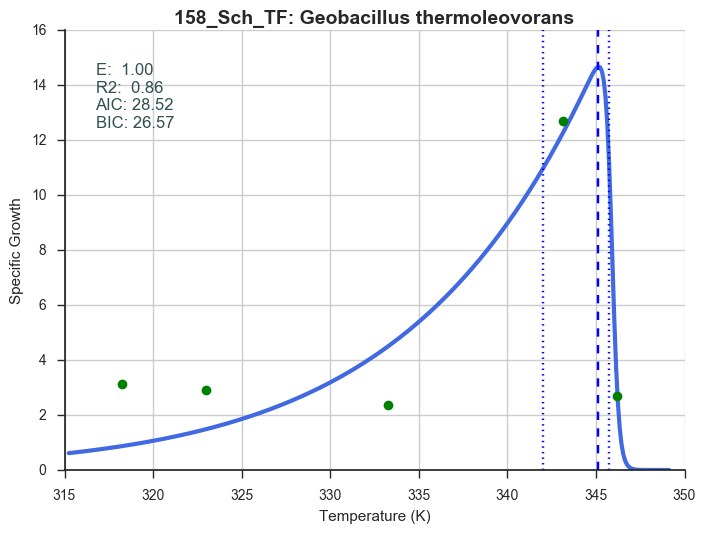 158_Sch_TF: Geobacillus thermoleovorans
E:  1.00
R2:  0.86
AIC: 28.52
BIC: 26.57
Specific Growth
16
14
12
10
8
6
4
2
0
315 320 325 330 335 340 345 350
Temperature (K)